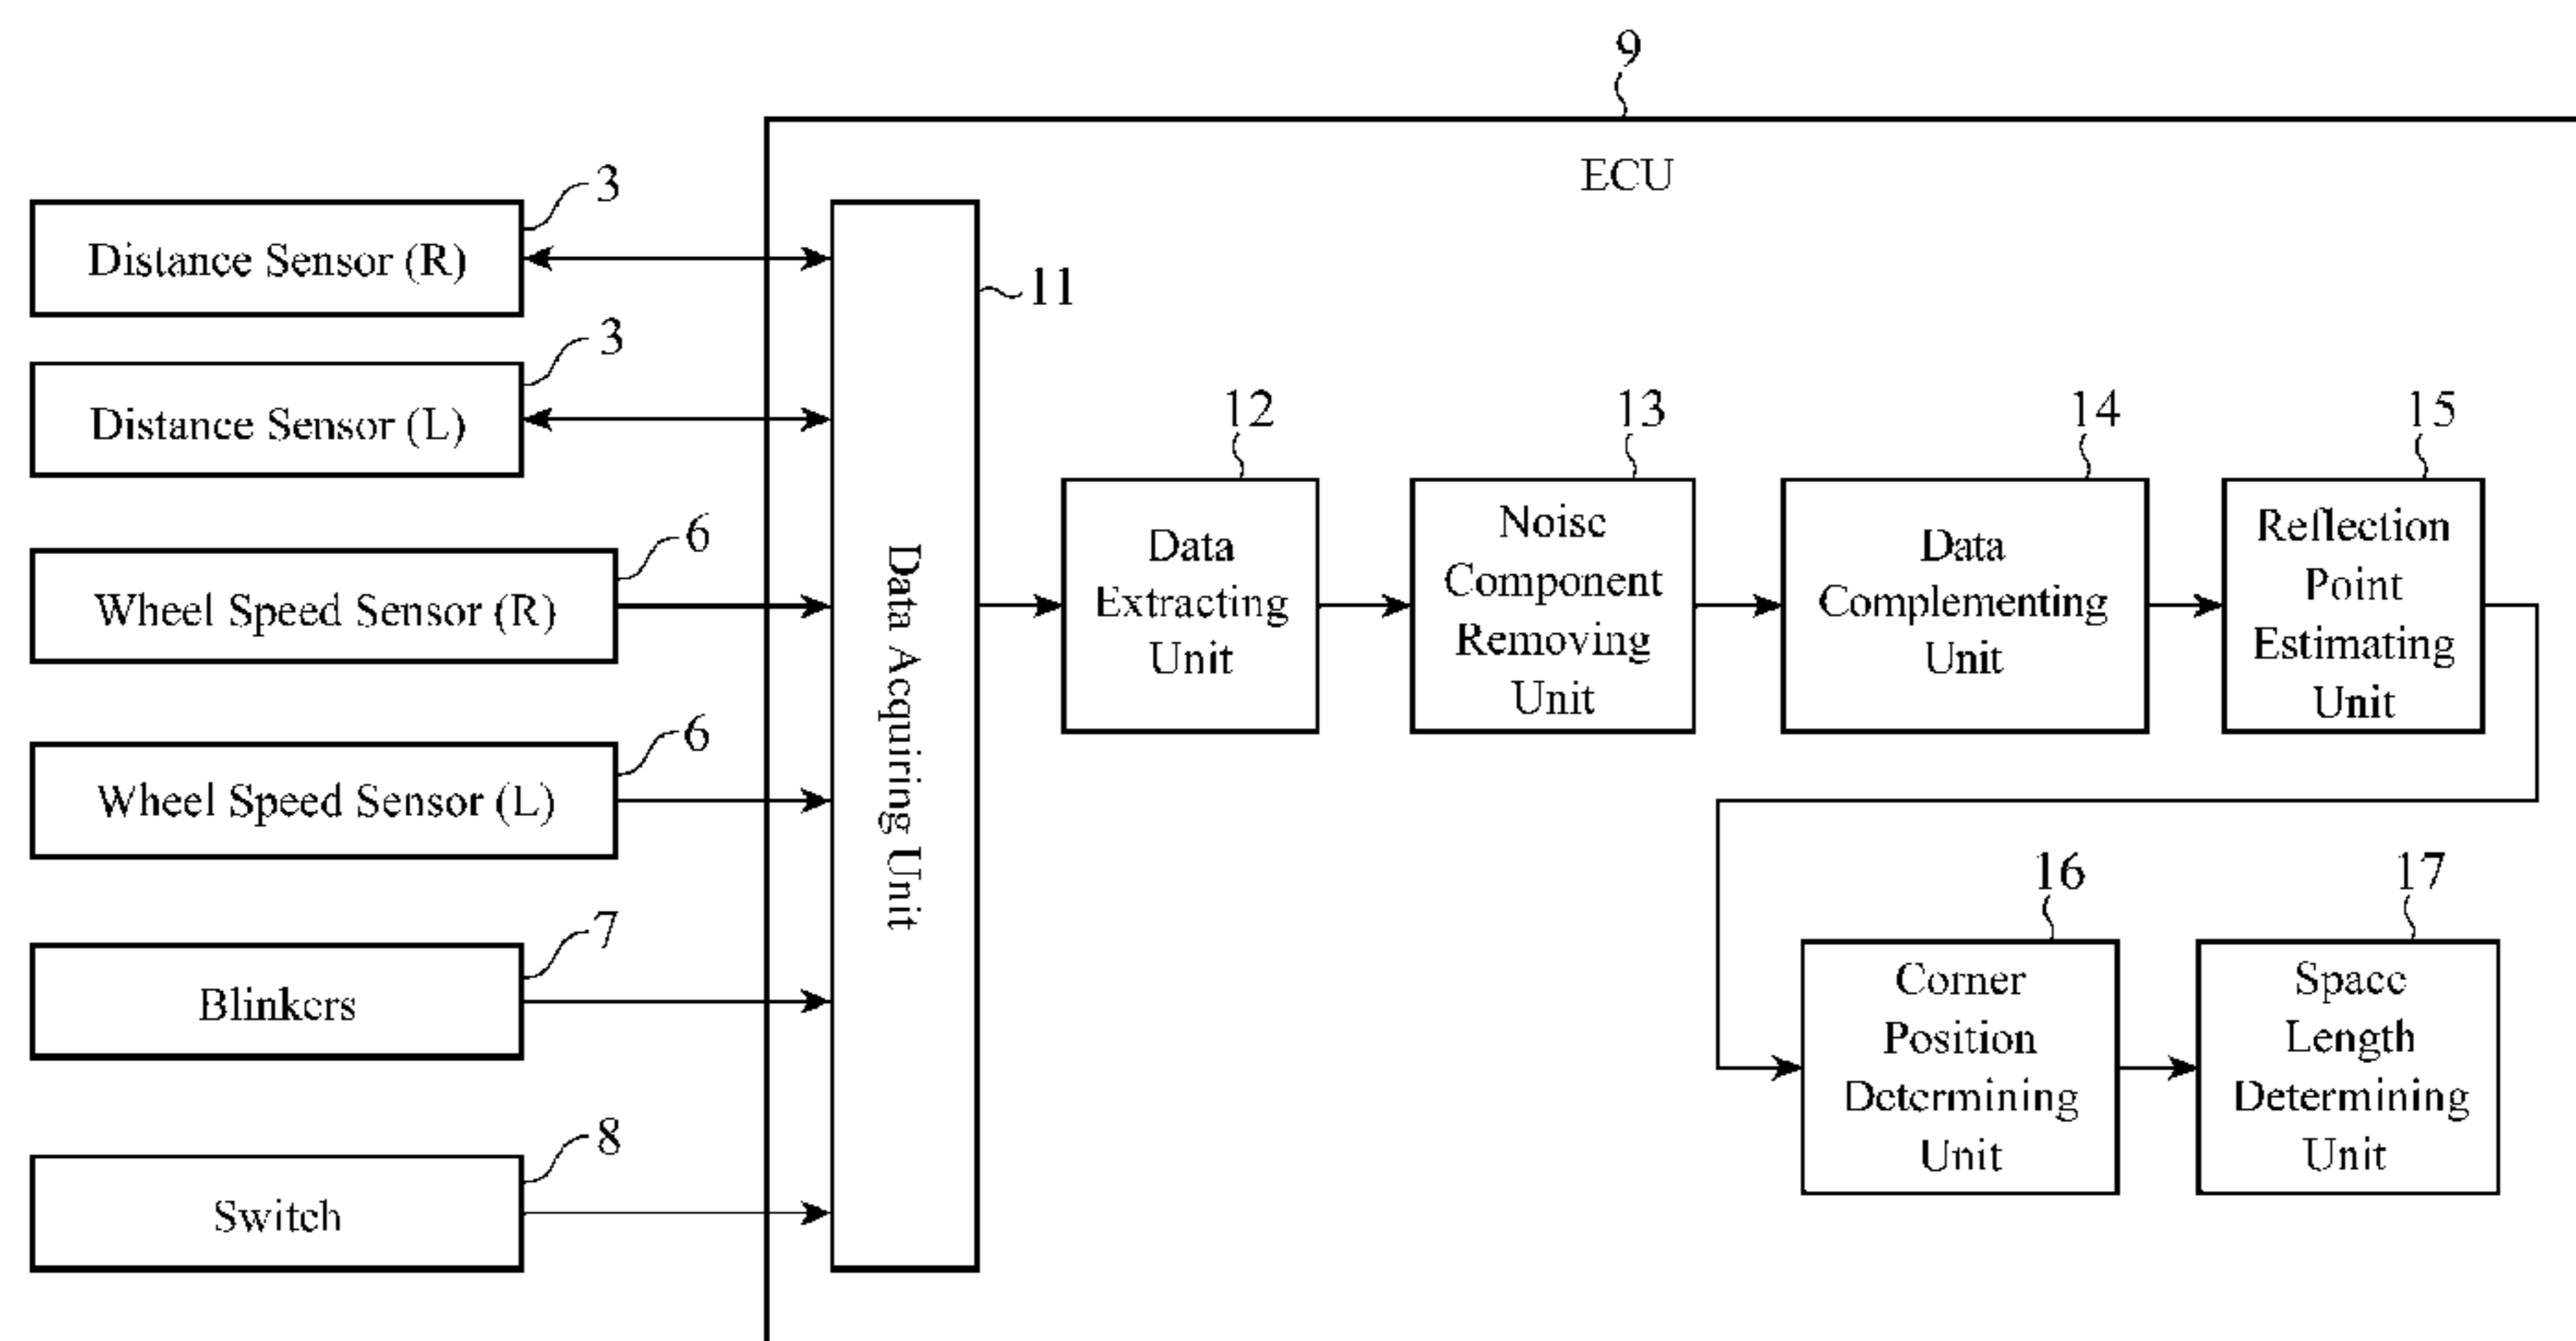 9
ECU
3
Distance Sensor (R)
3
Distance Sensor (L)
6
Wheel Speed Sensor (R)
6
Wheel Speed Sensor (L)
7
Blinkers
8
Switch
11
Data Acquiring Unit
12
Data
Extracting
Unit
13
Noise
Component
Removing
Unit
14
Data
Complementing
Unit
15
Reflection
Point
Estimating
Unit
16
Corner
Position
Determining
Unit
17
Space
Length
Determining
Unit